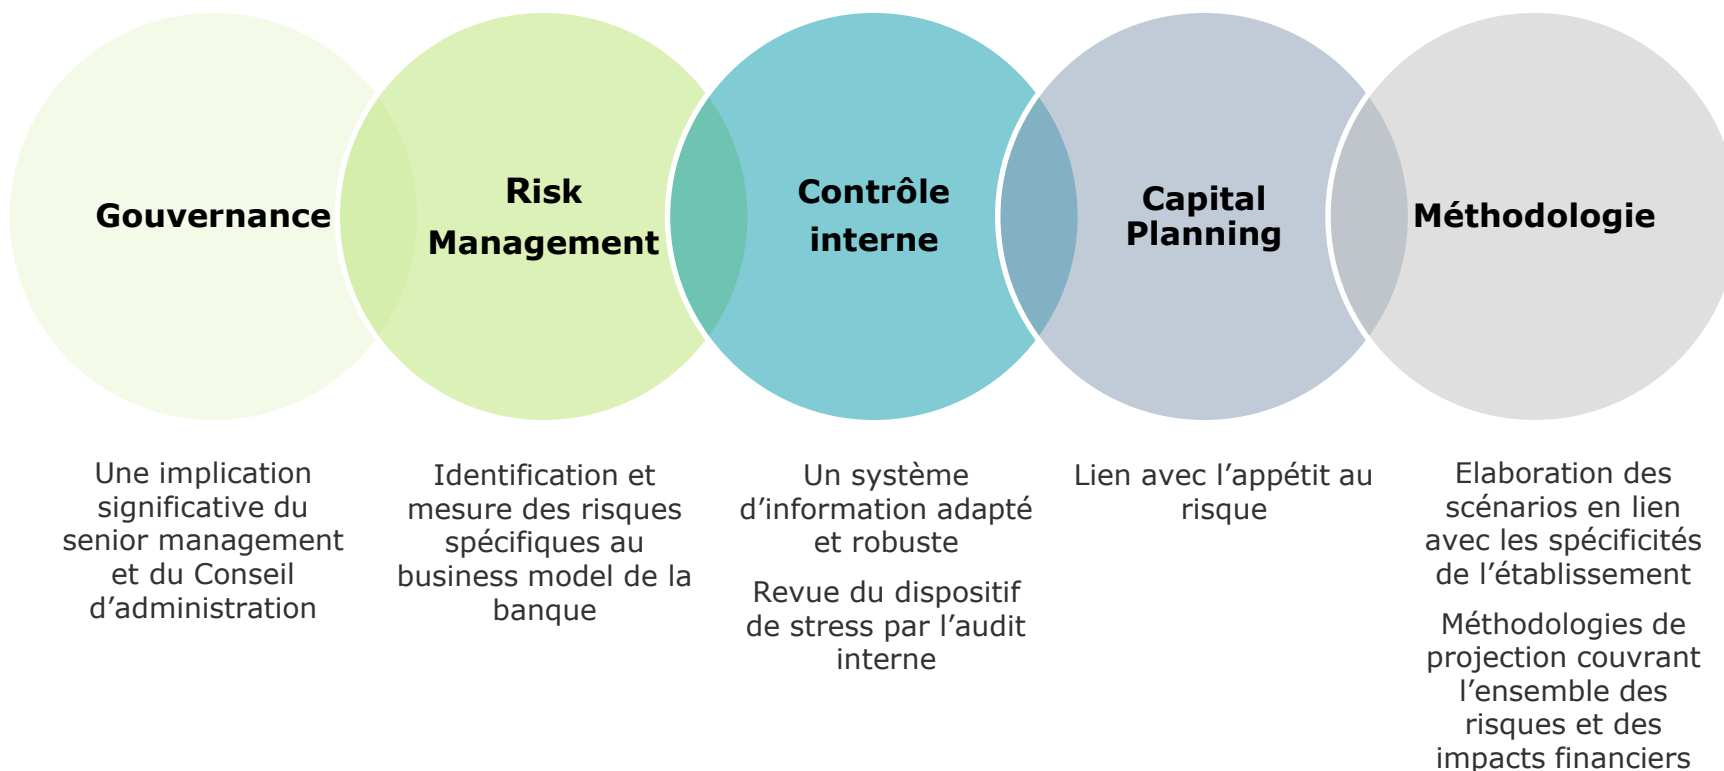 Gouvernance
Risk
Management
Contrôle
interne
Capital
Planning
Méthodologie
Une implication
significative du
senior management
et du Conseil
d’administration
Identification et
mesure des risques
spécifiques au
business model de la
banque
Un système
d’information adapté
et robuste
Revue du dispositif
de stress par l’audit
interne
Lien avec l’appétit au
risque
Elaboration des
scénarios en lien
avec les spécificités
de l’établissement
Méthodologies de
projection couvrant
l’ensemble des
risques et des
impacts financiers